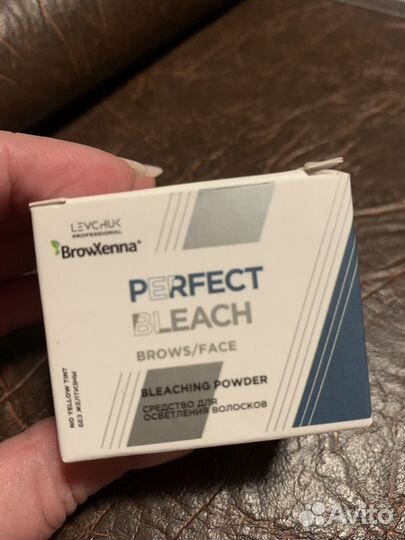 LEVCHUK
PROFESSIONAL
BrowXenna®
PERFECT
BLEACH
BROWS/FACE
BLEACHING POWDER
СРЕДСТВО ДЛЯ
ОСВЕТЛЕНИЯ ВОЛОСКОВ
NO YELLOW TINT
БЕЗ ЖЕЛТИЗНЫ
Avito